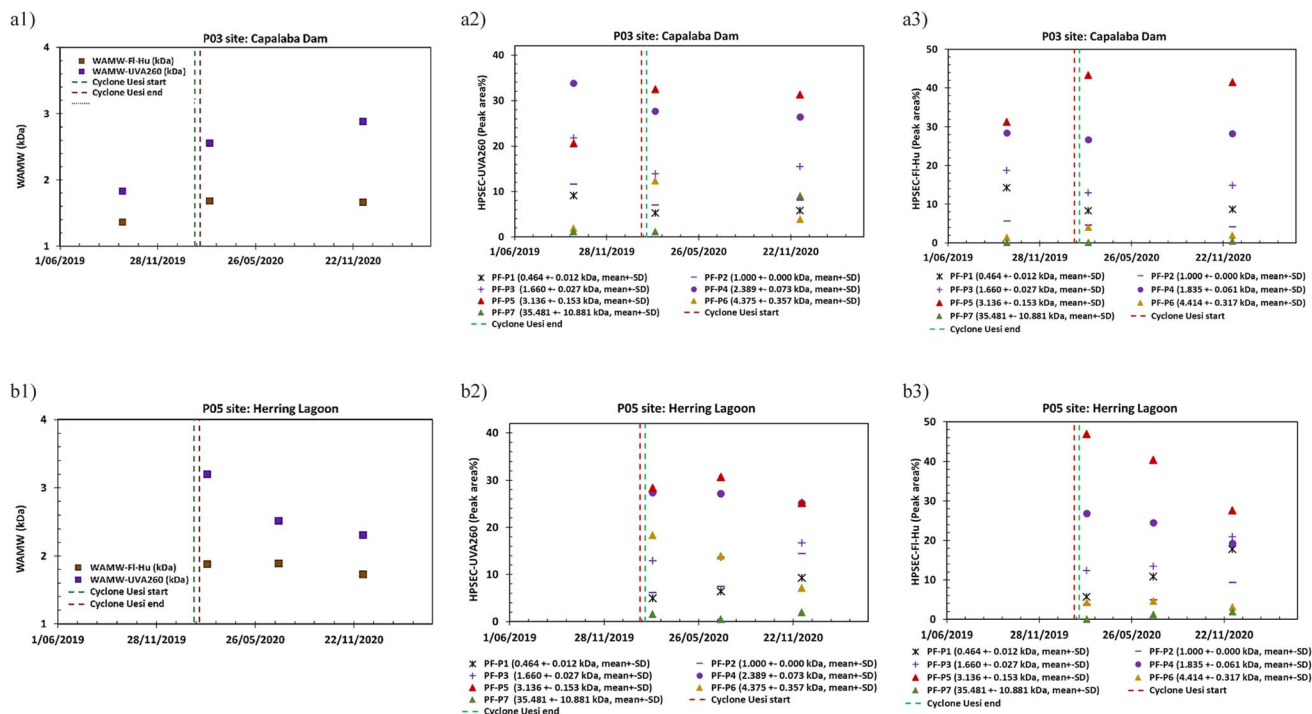 a1)
P03 site: Capalaba Dam
WAMW (kDa)
4
3
2
1
WAMW-Fl-Hu (kDa)
WAMW-UVA260 (kDa)
Cyclone Uesi start
Cyclone Uesi end
1/06/2019 28/11/2019 26/05/2020 22/11/2020
a2)
P03 site: Capalaba Dam
HPSEC-UVA260 (Peak area%)
40
30
20
10
0
1/06/2019 28/11/2019 26/05/2020 22/11/2020
PF-P1 (0.464 +- 0.012 kDa, mean+-SD) PF-P2 (1.000 +- 0.000 kDa, mean+-SD)
PF-P3 (1.660 +- 0.027 kDa, mean+-SD) PF-P4 (2.389 +- 0.073 kDa, mean+-SD)
PF-P5 (3.136 +- 0.153 kDa, mean+-SD) PF-P6 (4.375 +- 0.357 kDa, mean+-SD)
PF-P7 (35.481 +- 10.881 kDa, mean+-SD) Cyclone Uesi start
Cyclone Uesi end
a3)
P03 site: Capalaba Dam
HPSEC-Fl-Hu (Peak area%)
50
40
30
20
10
0
1/06/2019 28/11/2019 26/05/2020 22/11/2020
PF-P1 (0.464 +- 0.012 kDa, mean+-SD) PF-P2 (1.000 +- 0.000 kDa, mean+-SD)
PF-P3 (1.660 +- 0.027 kDa, mean+-SD) PF-P4 (1.835 +- 0.061 kDa, mean+-SD)
PF-P5 (3.136 +- 0.153 kDa, mean+-SD) PF-P6 (4.414 +- 0.317 kDa, mean+-SD)
PF-P7 (35.481 +- 10.881 kDa, mean+-SD) Cyclone Uesi start
Cyclone Uesi end
b1)
P05 site: Herring Lagoon
WAMW (kDa)
4
3
2
1
WAMW-Fl-Hu (kDa)
WAMW-UVA260 (kDa)
Cyclone Uesi start
Cyclone Uesi end
1/06/2019 28/11/2019 26/05/2020 22/11/2020
b2)
P05 site: Herring Lagoon
HPSEC-UVA260 (Peak area%)
40
30
20
10
0
1/06/2019 28/11/2019 26/05/2020 22/11/2020
PF-P1 (0.464 +- 0.012 kDa, mean+-SD) PF-P2 (1.000 +- 0.000 kDa, mean+-SD)
PF-P3 (1.660 +- 0.027 kDa, mean+-SD) PF-P4 (2.389 +- 0.073 kDa, mean+-SD)
PF-P5 (3.136 +- 0.153 kDa, mean+-SD) PF-P6 (4.375 +- 0.357 kDa, mean+-SD)
PF-P7 (35.481 +- 10.881 kDa, mean+-SD) Cyclone Uesi start
Cyclone Uesi end
b3)
P05 site: Herring Lagoon
HPSEC-Fl-Hu (Peak area%)
50
40
30
20
10
0
1/06/2019 28/11/2019 26/05/2020 22/11/2020
PF-P1 (0.464 +- 0.012 kDa, mean+-SD) PF-P2 (1.000 +- 0.000 kDa, mean+-SD)
PF-P3 (1.660 +- 0.027 kDa, mean+-SD) PF-P4 (1.835 +- 0.061 kDa, mean+-SD)
PF-P5 (3.136 +- 0.153 kDa, mean+-SD) PF-P6 (4.414 +- 0.317 kDa, mean+-SD)
PF-P7 (35.481 +- 10.881 kDa, mean+-SD) Cyclone Uesi start
Cyclone Uesi end